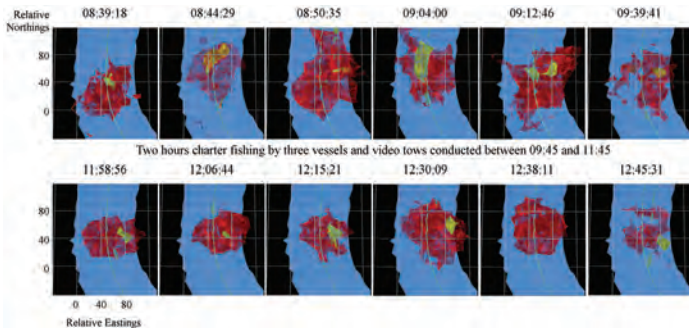 Relative
Northings
08:39:18 08:44:29 08:50:35 09:04:00 09:12:46 09:39:41
80
40
0
Two hours charter fishing by three vessels and video tows conducted between 09:45 and 11:45
11:58:56 12:06:44 12:15:21 12:30:09 12:38:11 12:45:31
80
40
0
0 40 80
Relative Eastings